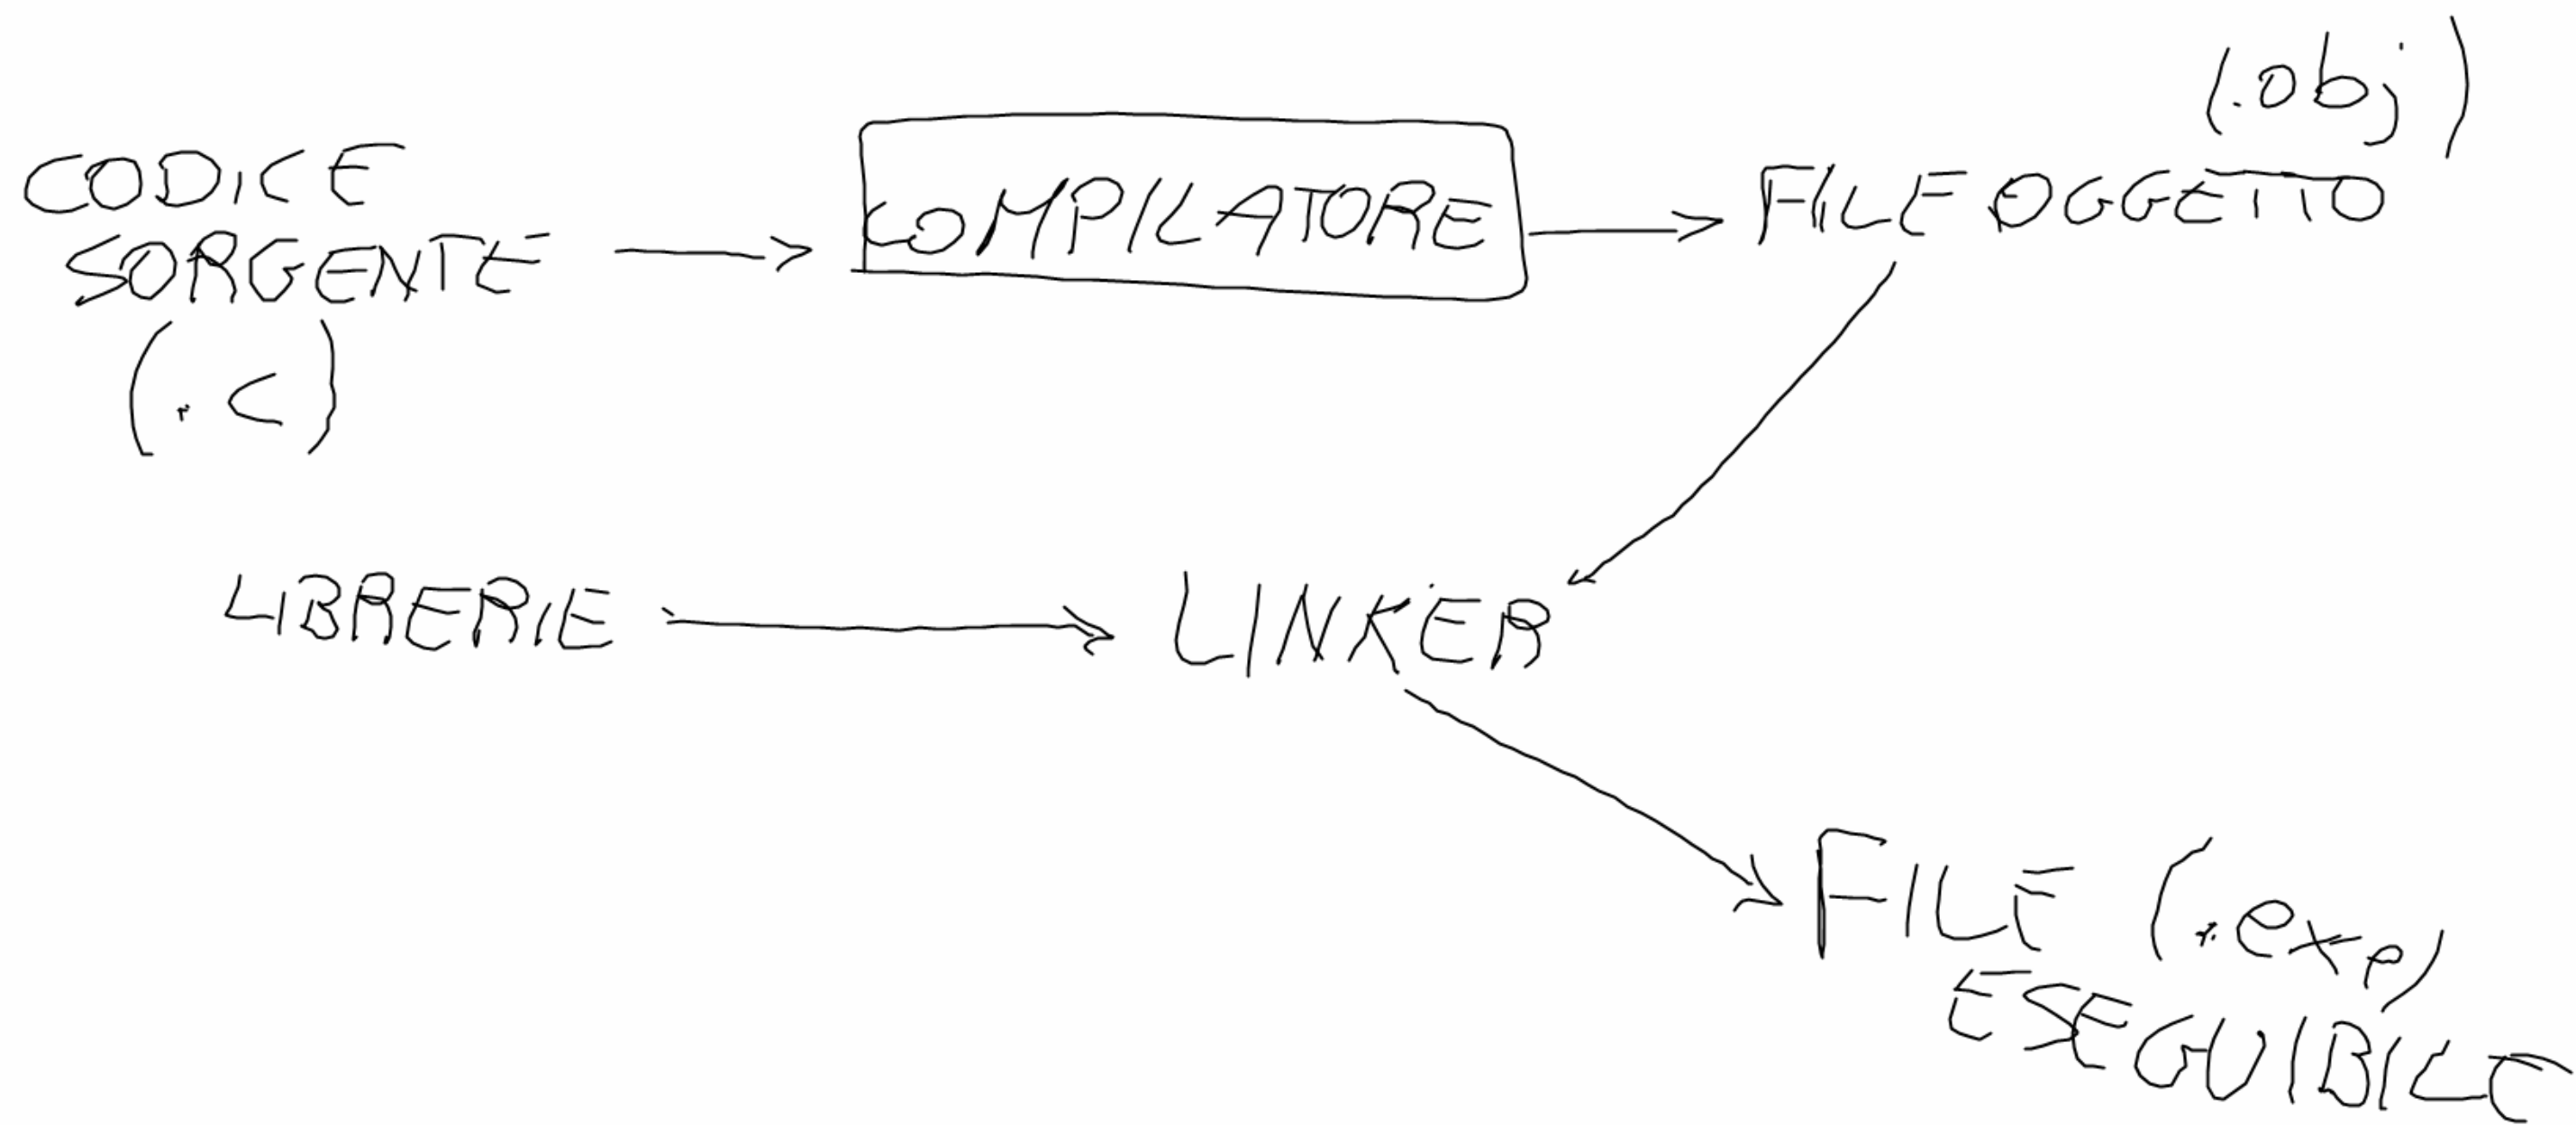 (.obj)
CODICE
SORGENTE
(.c)
COMPILATORE
FILE OGGETTO
LIBRERIE
LINKER
FILE (.exe)
ESEGUIBILE